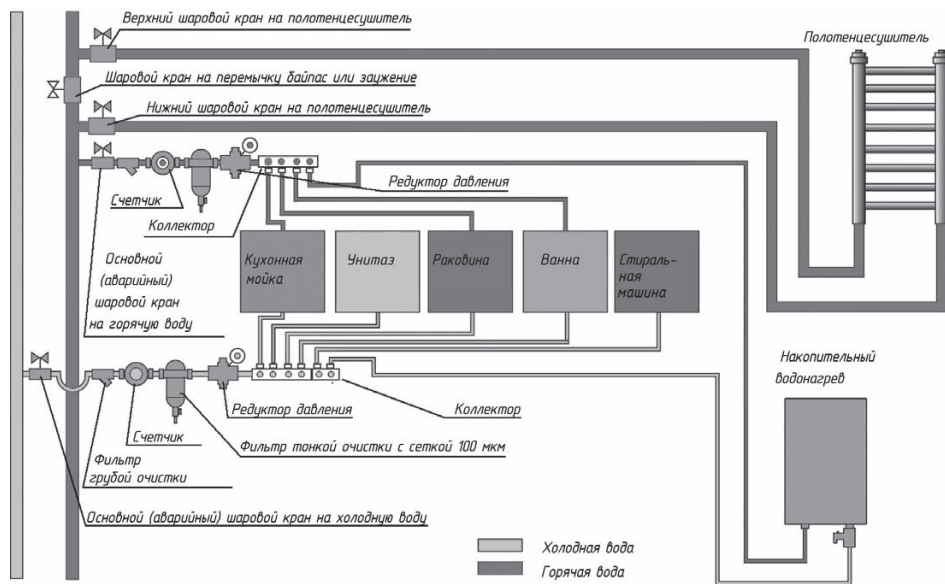 Верхний шаровой кран на полотенцесушитель
Полотенцесушитель
Шаровой кран на перемычку байпас или заужение
Нижний шаровой кран на полотенцесушитель
Редуктор давления
Счетчик
Коллектор
Основной
(аварийный)
шаровой кран
на горячую воду
Кухонная
мойка
Унитаз
Раковина
Ванна
Стираль-
ная
машина
Накопительный
водонагрев
Редуктор давления
Коллектор
Счетчик
Фильтр тонкой очистки с сеткой 100 мкм
Фильтр
грубой очистки
Основной (аварийный) шаровой кран на холодную воду
Холодная вода
Горячая вода